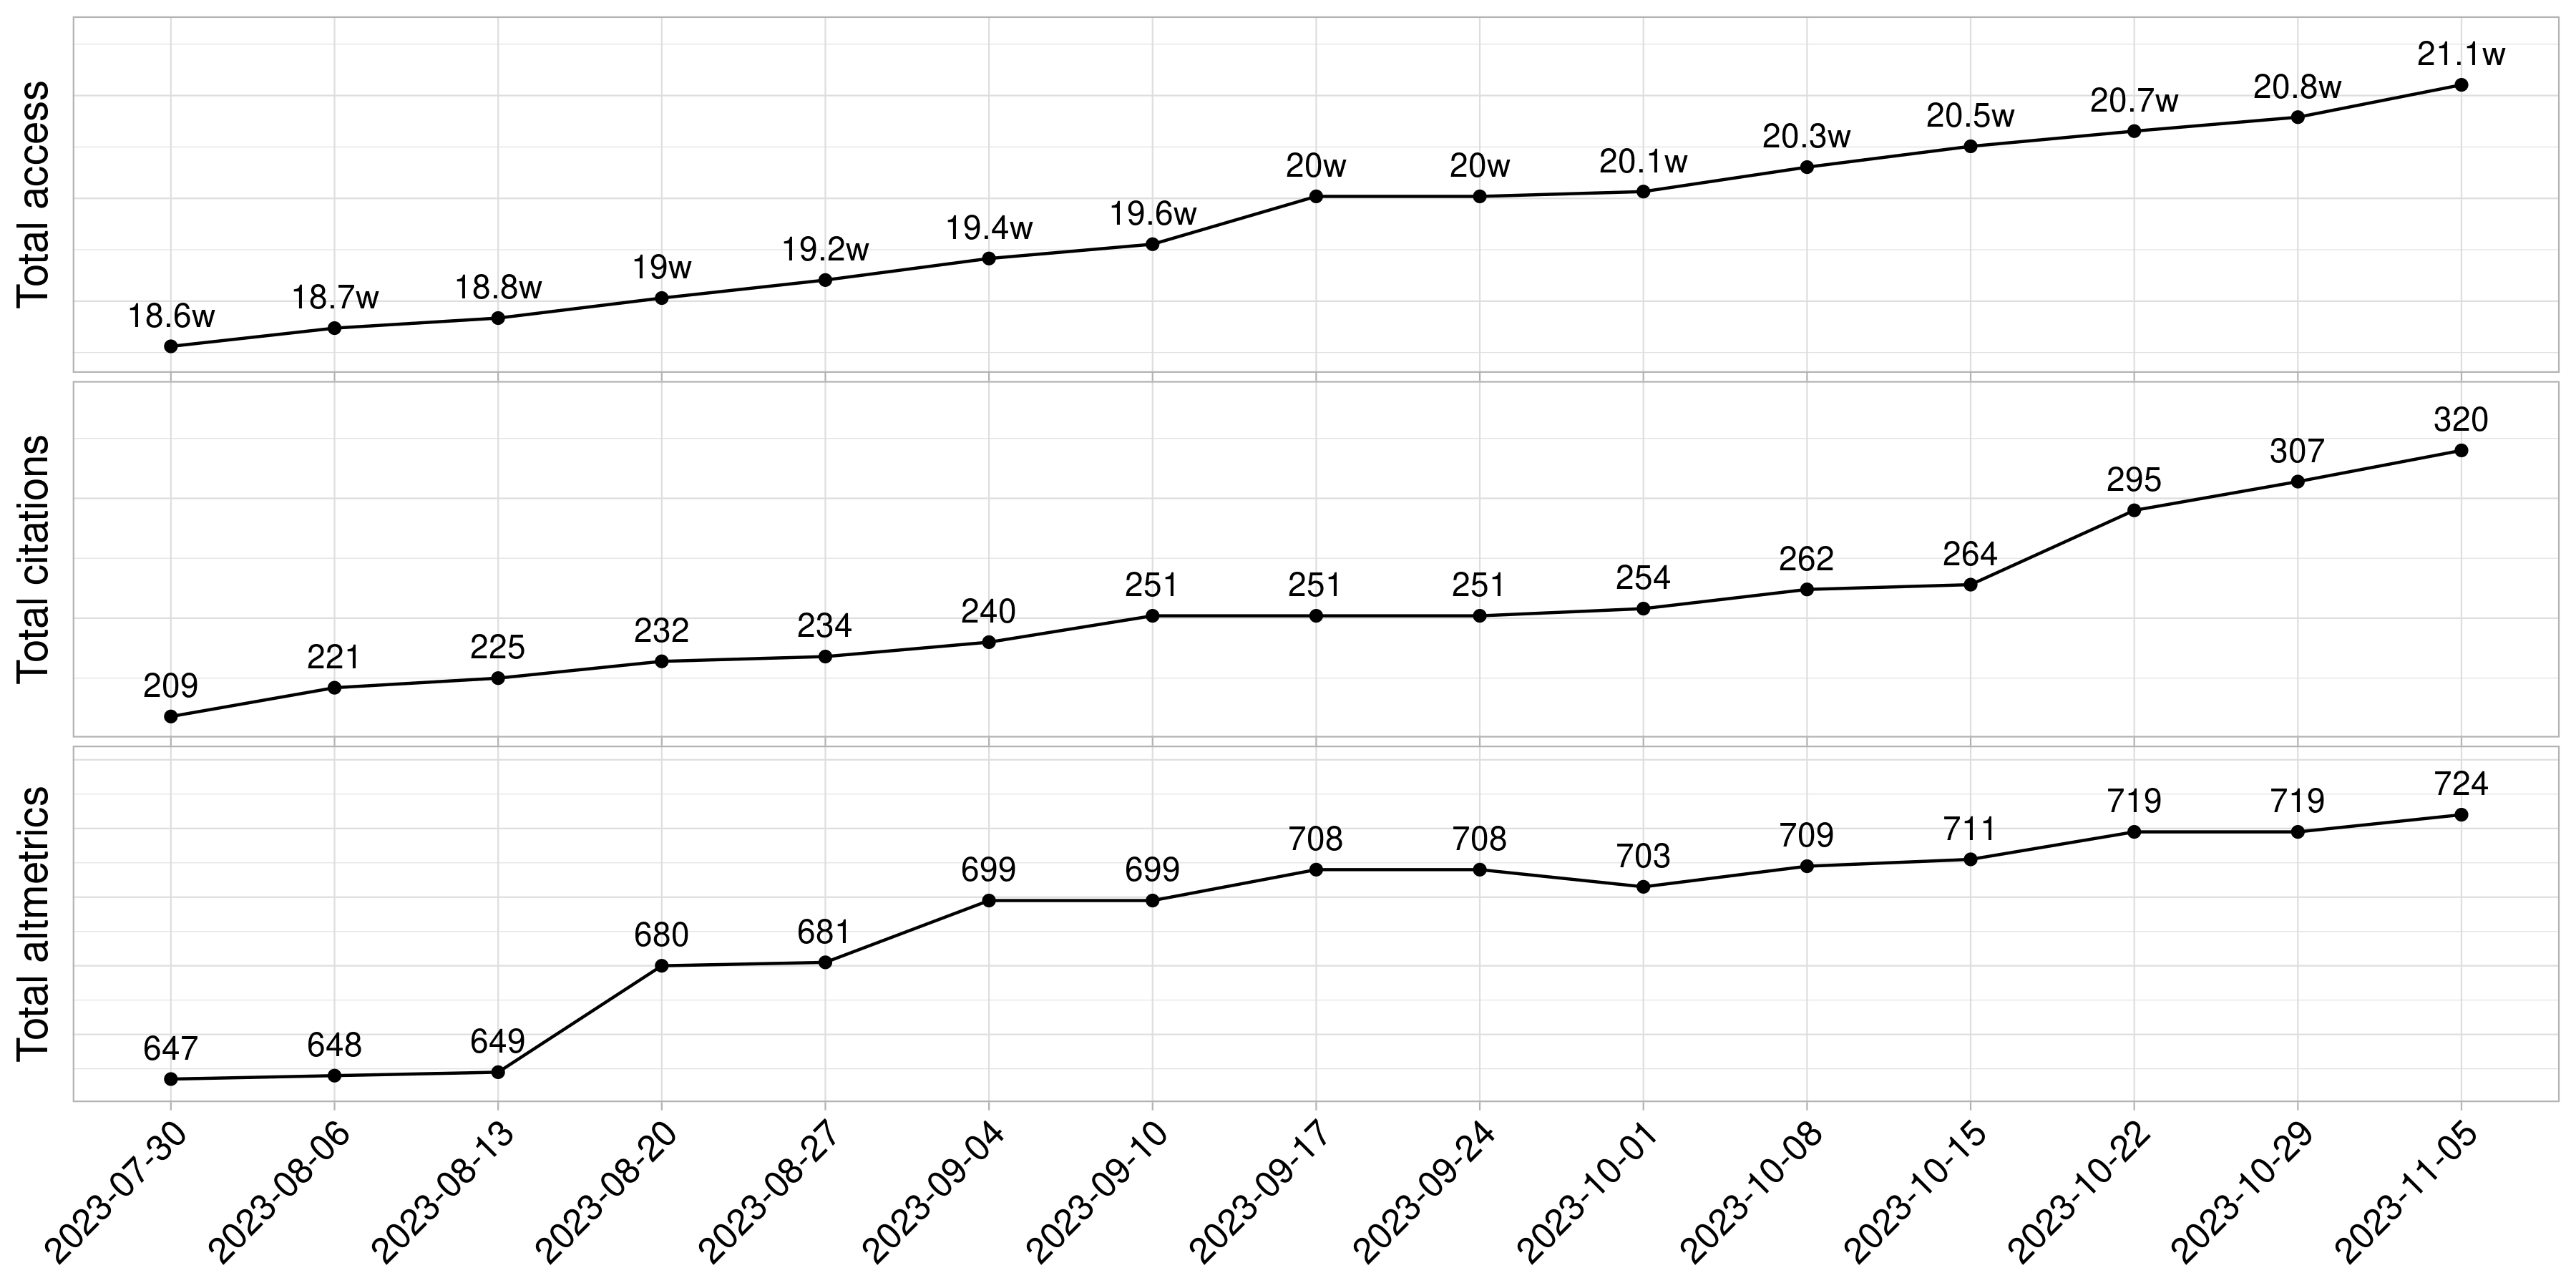 Total access
18.6w 18.7w 18.8w 19w 19.2w 19.4w 19.6w 20w 20w 20.1w 20.3w 20.5w 20.7w 20.8w 21.1w
Total citations
209 221 225 232 234 240 251 251 251 254 262 264 295 307 320
Total altmetrics
647 648 649 680 681 699 699 708 708 703 709 711 719 719 724
2023-07-30 2023-08-06 2023-08-13 2023-08-20 2023-08-27 2023-09-04 2023-09-10 2023-09-17 2023-09-24 2023-10-01 2023-10-08 2023-10-15 2023-10-22 2023-10-29 2023-11-05